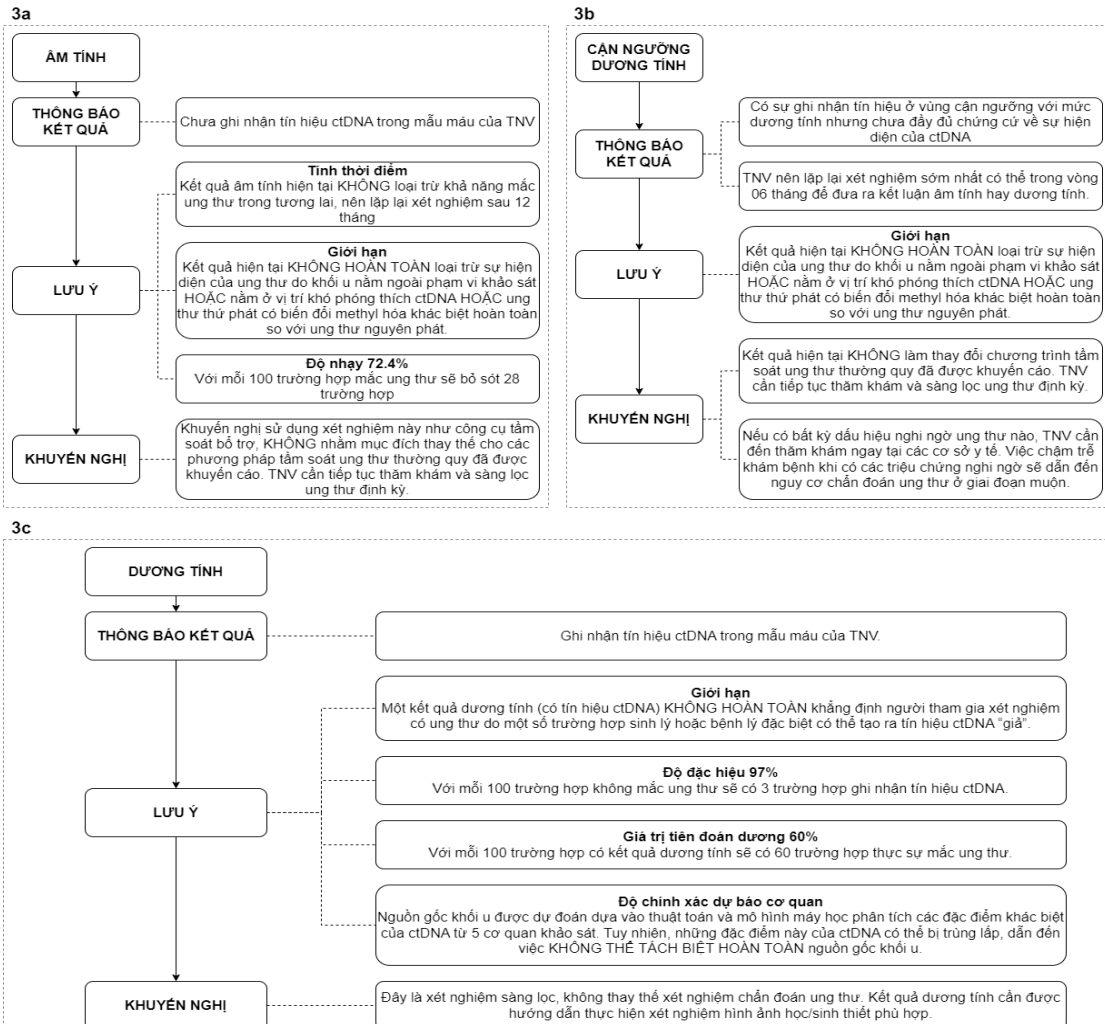 3a
ÂM TÍNH
THÔNG BÁO
KẾT QUẢ
Chưa ghi nhận tín hiệu ctDNA trong mẫu máu của TNV
LƯU Ý
Tính thời điểm
Kết quả âm tính hiện tại KHÔNG loại trừ khả năng mắc
ung thư trong tương lai, nên lặp lại xét nghiệm sau 12
tháng
Giới hạn
Kết quả hiện tại KHÔNG HOÀN TOÀN loại trừ sự hiện
diện của ung thư do khối u nằm ngoài phạm vi khảo sát
HOẶC nằm ở vị trí khó phóng thích ctDNA HOẶC ung
thư thứ phát có biến đổi methyl hóa khác biệt hoàn toàn
so với ung thư nguyên phát.
Độ nhạy 72.4%
Với mỗi 100 trường hợp mắc ung thư sẽ bỏ sót 28
trường hợp
KHUYẾN NGHỊ
Khuyến nghị sử dụng xét nghiệm này như công cụ tầm
soát bổ trợ, KHÔNG nhằm mục đích thay thế cho các
phương pháp tầm soát ung thư thường quy đã được
khuyến cáo. TNV cần tiếp tục thăm khám và sàng lọc
ung thư định kỳ.
3b
CẬN NGƯỠNG
DƯƠNG TÍNH
THÔNG BÁO
KẾT QUẢ
Có sự ghi nhận tín hiệu ở vùng cận ngưỡng với mức
dương tính nhưng chưa đầy đủ chứng cứ về sự hiện
diện của ctDNA
TNV nên lặp lại xét nghiệm sớm nhất có thể trong vòng
06 tháng để đưa ra kết luận âm tính hay dương tính.
LƯU Ý
Giới hạn
Kết quả hiện tại KHÔNG HOÀN TOÀN loại trừ sự hiện
diện của ung thư do khối u nằm ngoài phạm vi khảo sát
HOẶC nằm ở vị trí khó phóng thích ctDNA HOẶC ung
thư thứ phát có biến đổi methyl hóa khác biệt hoàn toàn
so với ung thư nguyên phát.
KHUYẾN NGHỊ
Kết quả hiện tại KHÔNG làm thay đổi chương trình tầm
soát ung thư thường quy đã được khuyến cáo. TNV
cần tiếp tục thăm khám và sàng lọc ung thư định kỳ.
Nếu có bất kỳ dấu hiệu nghi ngờ ung thư nào, TNV cần
đến thăm khám ngay tại các cơ sở y tế. Việc chậm trễ
khám bệnh khi có các triệu chứng nghi ngờ sẽ dẫn đến
nguy cơ chẩn đoán ung thư ở giai đoạn muộn.
3c
DƯƠNG TÍNH
THÔNG BÁO KẾT QUẢ
Ghi nhận tín hiệu ctDNA trong mẫu máu của TNV.
LƯU Ý
Giới hạn
Một kết quả dương tính (có tín hiệu ctDNA) KHÔNG HOÀN TOÀN khẳng định người tham gia xét nghiệm
có ung thư do một số trường hợp sinh lý hoặc bệnh lý đặc biệt có thể tạo ra tín hiệu ctDNA “giả”.
Độ đặc hiệu 97%
Với mỗi 100 trường hợp không mắc ung thư sẽ có 3 trường hợp ghi nhận tín hiệu ctDNA.
Giá trị tiên đoán dương 60%
Với mỗi 100 trường hợp có kết quả dương tính sẽ có 60 trường hợp thực sự mắc ung thư.
Độ chính xác dự báo cơ quan
Nguồn gốc khối u được dự đoán dựa vào thuật toán và mô hình máy học phân tích các đặc điểm khác biệt
của ctDNA từ 5 cơ quan khảo sát. Tuy nhiên, những đặc điểm này của ctDNA có thể bị trùng lắp, dẫn đến
việc KHÔNG THỂ TÁCH BIỆT HOÀN TOÀN nguồn gốc khối u.
KHUYẾN NGHỊ
Đây là xét nghiệm sàng lọc, không thay thế xét nghiệm chẩn đoán ung thư. Kết quả dương tính cần được
hướng dẫn thực hiện xét nghiệm hình ảnh học/sinh thiết phù hợp.